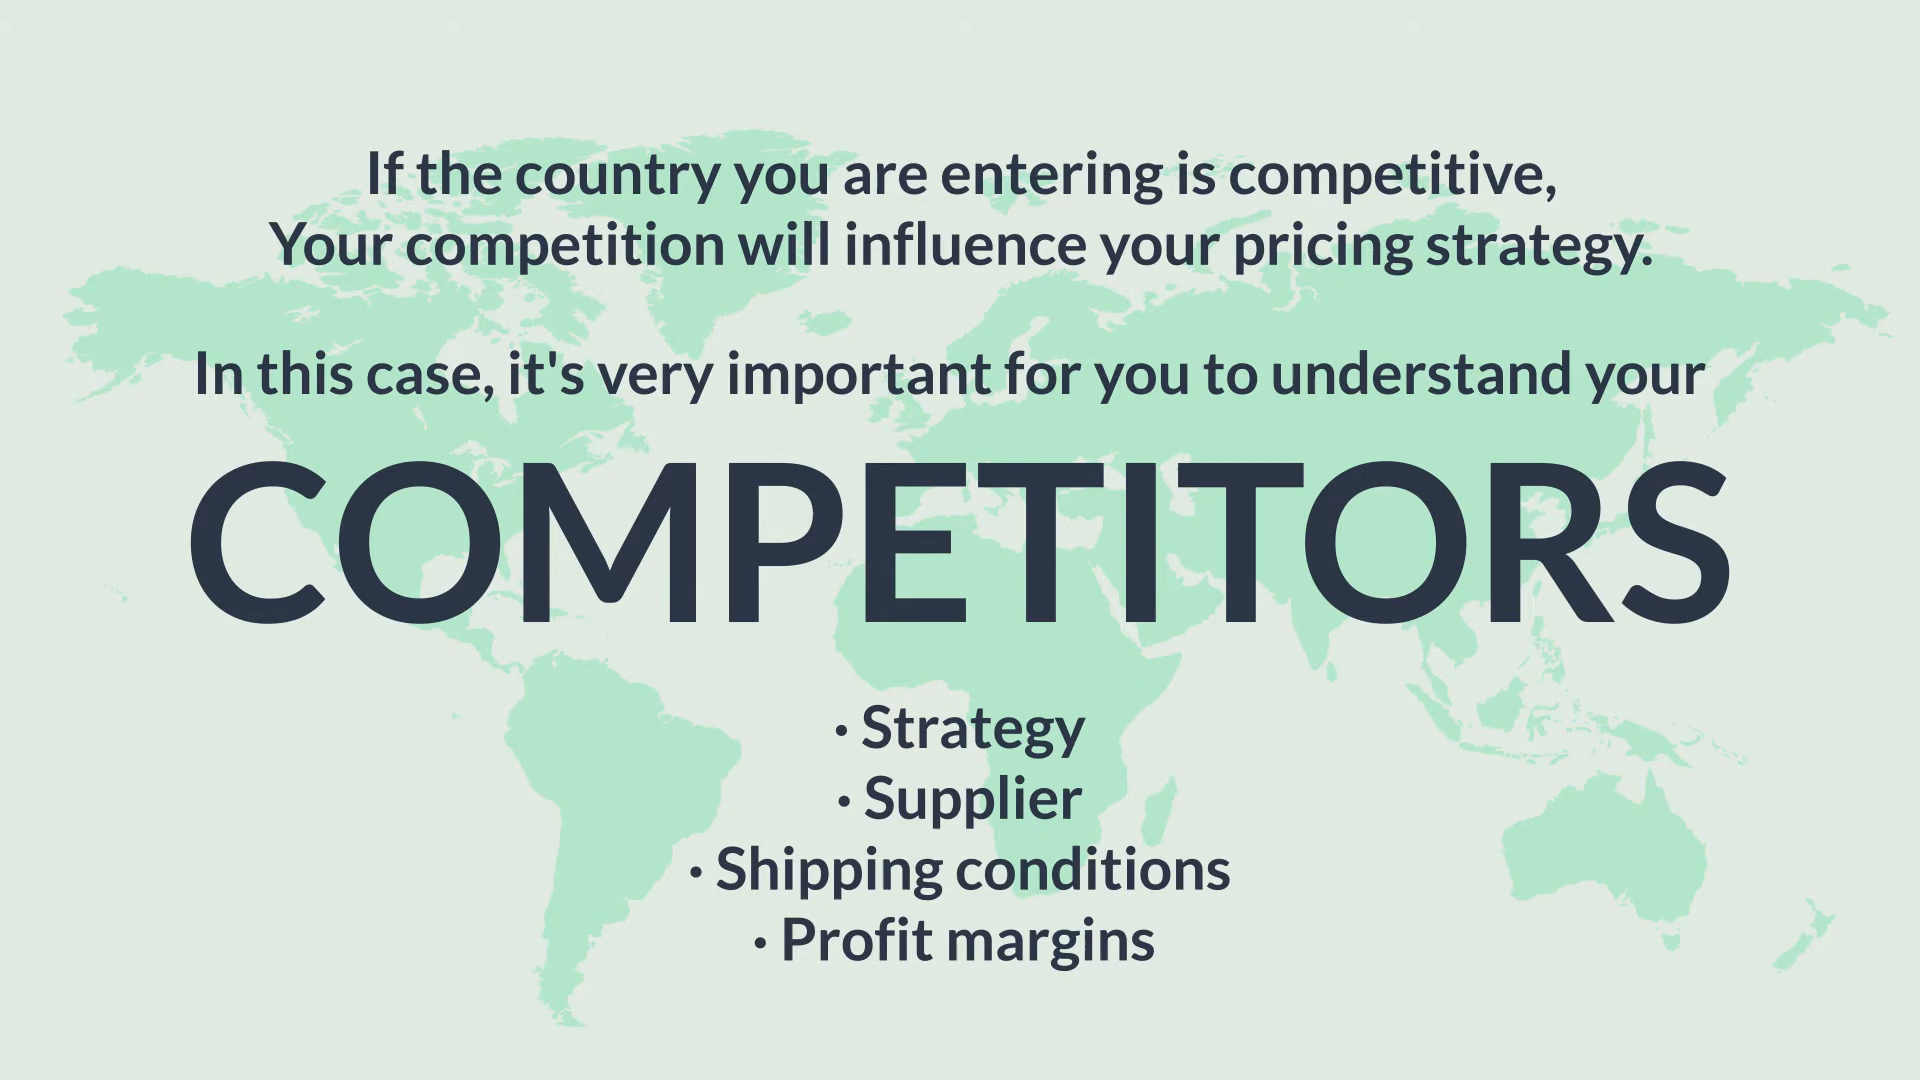 If the country you are entering is competitive,
Your competition will influence your pricing strategy.
In this case, it's very important for you to understand your
COMPETITORS
· Strategy
· Supplier
· Shipping conditions
· Profit margins